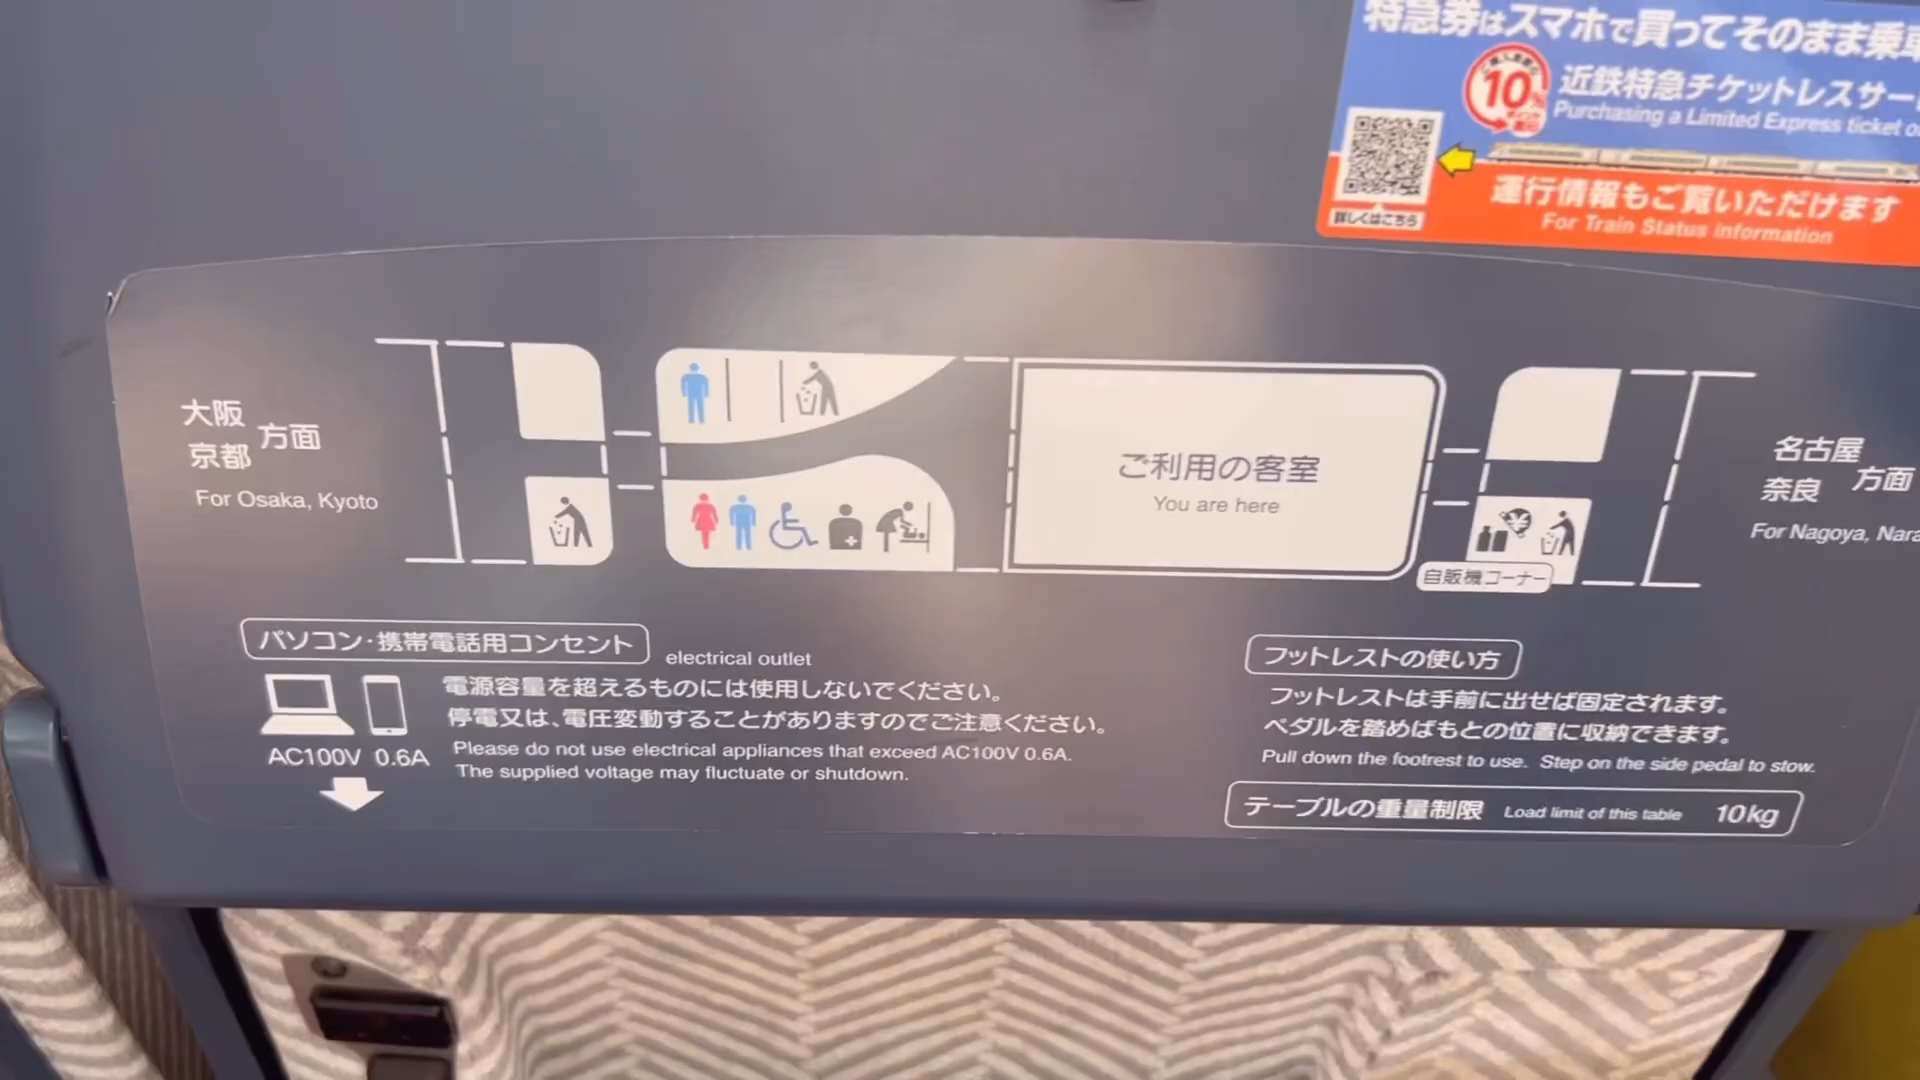 特急券はスマホで買ってそのまま乗車
10%
近鉄特急チケットレスサー
Purchasing a Limited Express ticket
運行情報もご覧いただけます
For Train Status information
詳しくはこちら
大阪
京都
方面
For Osaka, Kyoto
ご利用の客室
You are here
名古屋
奈良
方面
For Nagoya, Nara
自販機コーナー
パソコン・携帯電話用コンセント
electrical outlet
電源容量を超えるものには使用しないでください。
停電又は、電圧変動することがありますのでご注意ください。
AC100V 0.6A
Please do not use electrical appliances that exceed AC100V 0.6A.
The supplied voltage may fluctuate or shutdown.
フットレストの使い方
フットレストは手前に出せば固定されます。
ペダルを踏めばもとの位置に収納できます。
Pull down the footrest to use. Step on the side pedal to stow.
テーブルの重量制限 Load limit of this table 10kg